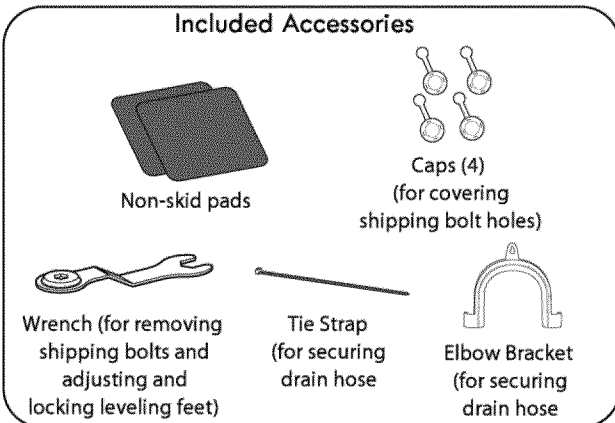 Included Accessories
Non-skid pads
Caps (4)
(for covering
shipping bolt holes)
Wrench (for removing
shipping bolts and
adjusting and
locking leveling feet)
Tie Strap
(for securing
drain hose
Elbow Bracket
(for securing
drain hose